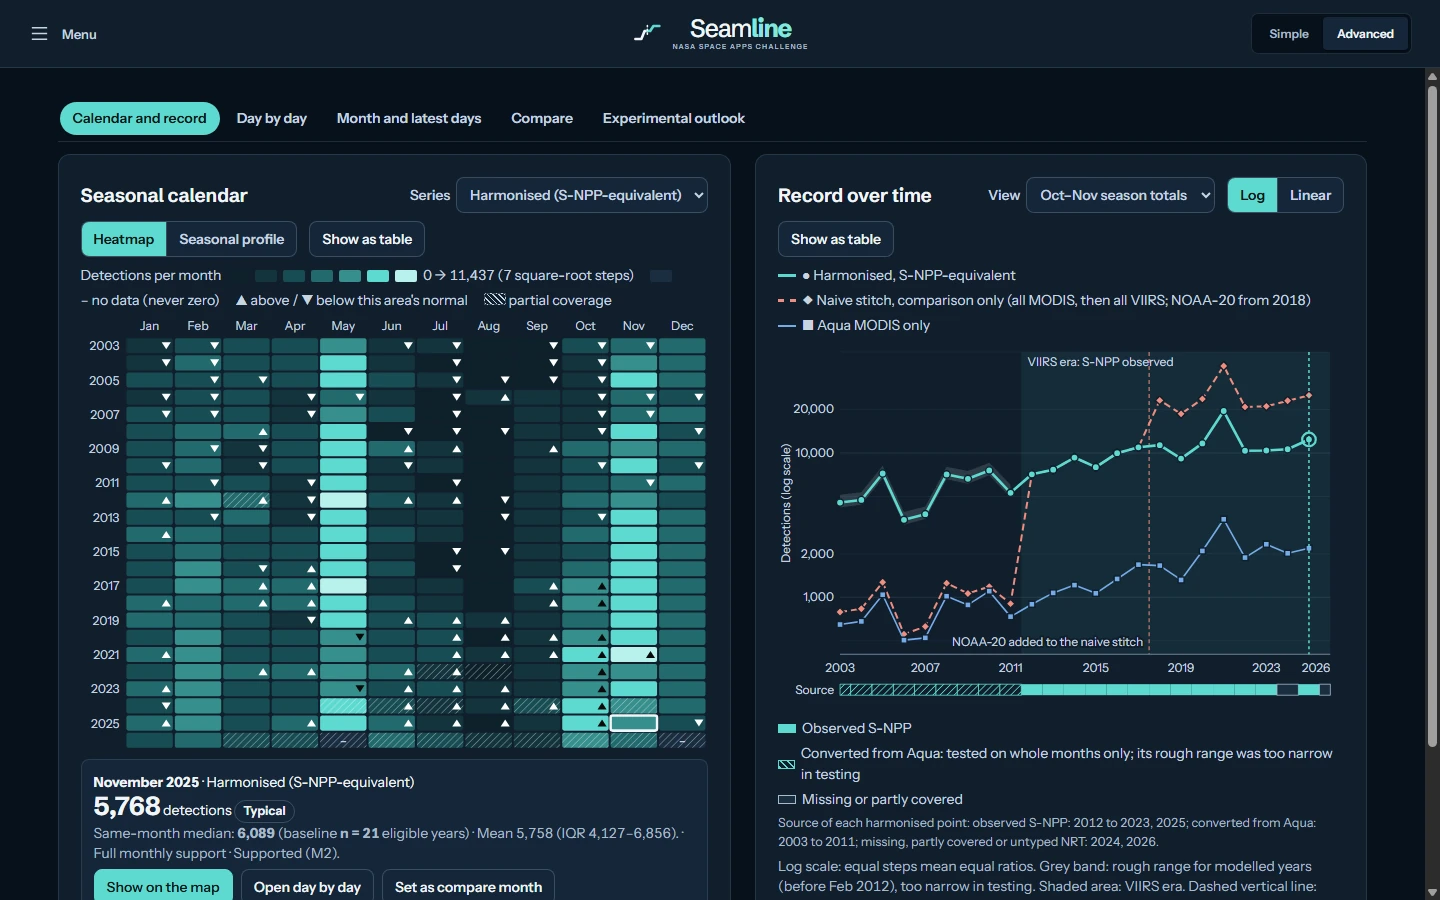 Menu
Seamline
NASA SPACE APPS CHALLENGE
Simple
Advanced
Calendar and record
Day by day
Month and latest days
Compare
Experimental outlook
Seasonal calendar
Series
Harmonised (S-NPP-equivalent)
Heatmap
Seasonal profile
Show as table
Detections per month
0 → 11,437 (7 square-root steps)
– no data (never zero) ▲ above / ▼ below this area's normal partial coverage
Jan Feb Mar Apr May Jun Jul Aug Sep Oct Nov Dec
2003
2005
2007
2009
2011
2013
2015
2017
2019
2021
2023
2025
–
–
November 2025 · Harmonised (S-NPP-equivalent)
5,768 detections Typical
Same-month median: 6,089 (baseline n = 21 eligible years) · Mean 5,758 (IQR 4,127–6,856). ·
Full monthly support · Supported (M2).
Show on the map
Open day by day
Set as compare month
Record over time
View
Oct–Nov season totals
Log
Linear
Show as table
● Harmonised, S-NPP-equivalent
◆ Naive stitch, comparison only (all MODIS, then all VIIRS; NOAA-20 from 2018)
■ Aqua MODIS only
VIIRS era: S-NPP observed
Detections (log scale)
20,000
10,000
2,000
1,000
NOAA-20 added to the naive stitch
2003 2007 2011 2015 2019 2023 2026
Source
Observed S-NPP
Converted from Aqua: tested on whole months only; its rough range was too narrow
in testing
Missing or partly covered
Source of each harmonised point: observed S-NPP: 2012 to 2023, 2025; converted from Aqua:
2003 to 2011; missing, partly covered or untyped NRT: 2024, 2026.
Log scale: equal steps mean equal ratios. Grey band: rough range for modelled years
(before Feb 2012), too narrow in testing. Shaded area: VIIRS era. Dashed vertical line: